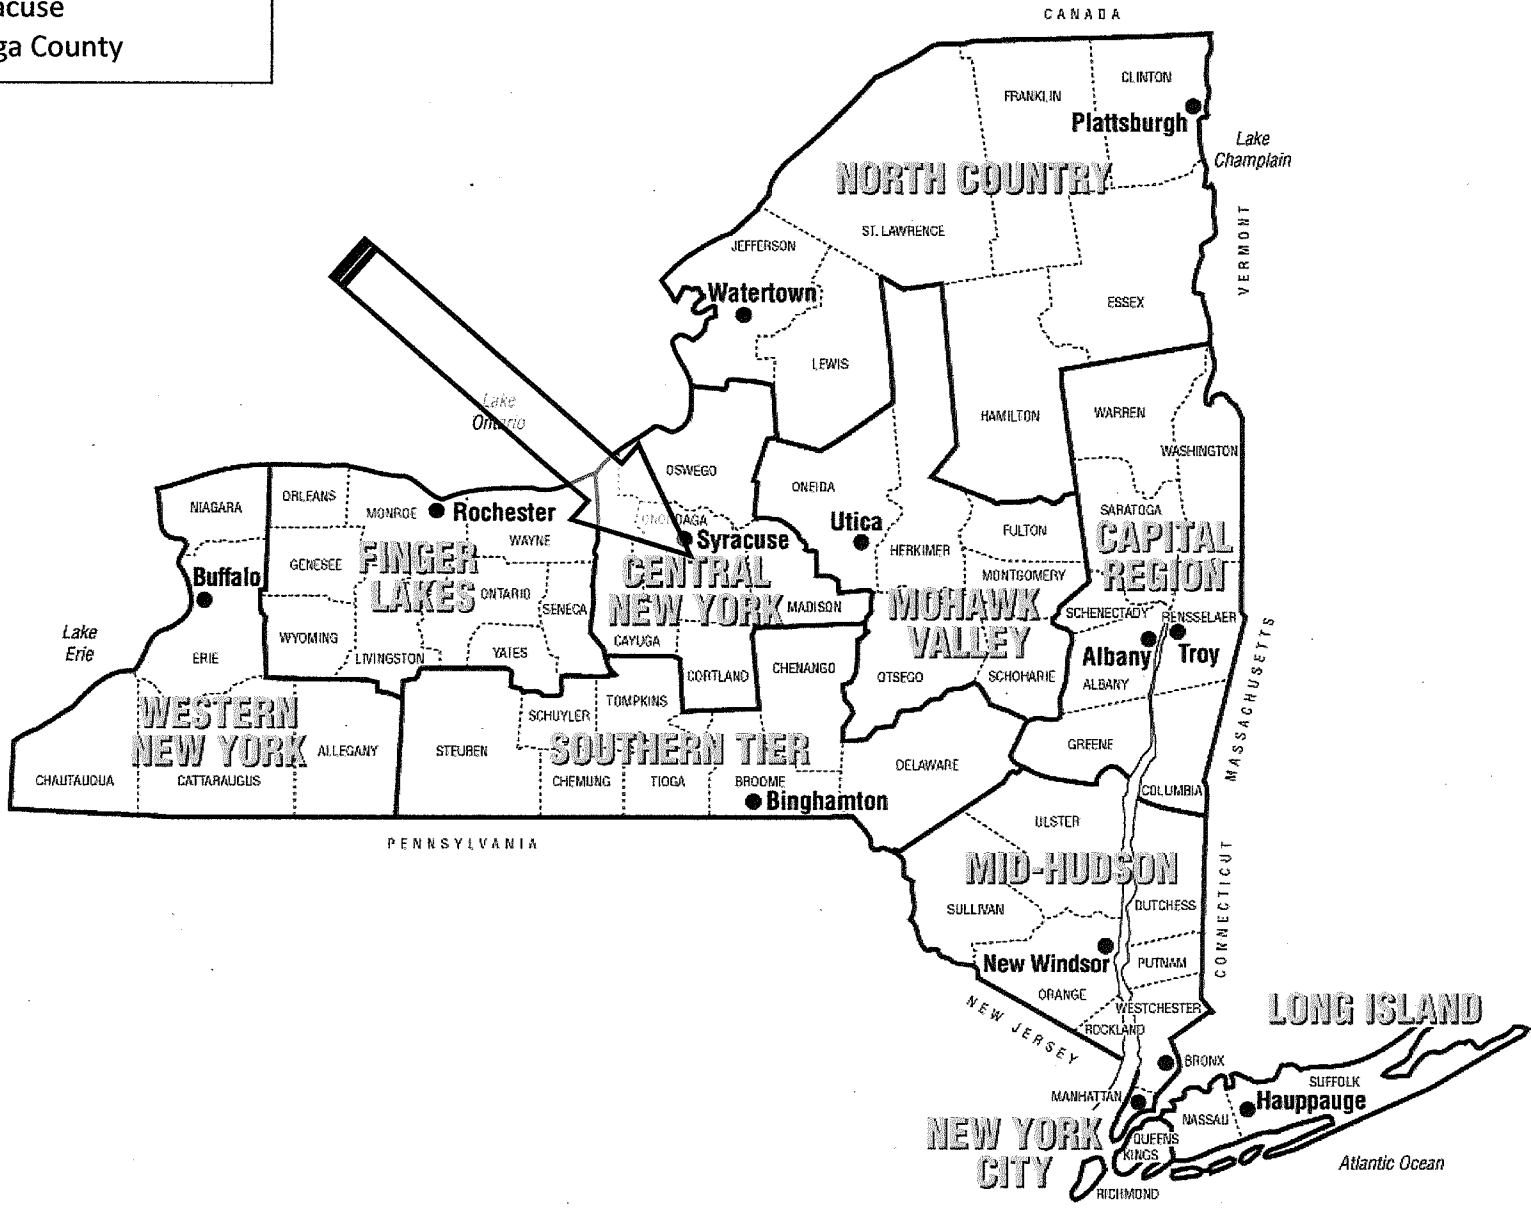 acuse
ga County
CANADA
CLINTON
FRANKLIN
Plattsburgh
Lake
Champlain
NORTH COUNTRY
VERMONT
ST. LAWRENCE
JEFFERSON
Watertown
ESSEX
LEWIS
Lake
Ontario
HAMILTON
WARREN
WASHINGTON
OSWEGO
ONEIDA
NIAGARA
ORLEANS
MONROE
Rochester
WAYNE
SARATOGA
Utica
FULTON
CAPITAL
REGION
HERKIMER
ONONDAGA
Syracuse
GENESEE
FINGER
LAKES
CENTRAL
NEW YORK
MONTGOMERY
Buffalo
ONTARIO
SENECA
MADISON
MOHAWK
VALLEY
SCHENECTADY
RENSSELAER
Lake
Erie
WYOMING
CAYUGA
ERIE
LIVINGSTON
YATES
Albany
Troy
CORTLAND
CHENANGO
OTSEGO
SCHOHARIE
ALBANY
MASSACHUSETTS
WESTERN
NEW YORK
TOMPKINS
SCHUYLER
STEUBEN
SOUTHERN TIER
ALLEGANY
GREENE
DELAWARE
CHAUTAUQUA
CATTARAUGUS
CHEMUNG
TIOGA
BROOME
COLUMBIA
Binghamton
PENNSYLVANIA
ULSTER
MID-HUDSON
CONNECTICUT
SULLIVAN
DUTCHESS
New Windsor
PUTNAM
ORANGE
WESTCHESTER
LONG ISLAND
NEW JERSEY
ROCKLAND
BRONX
MANHATTAN
SUFFOLK
Hauppauge
NASSAU
NEW YORK
CITY
QUEENS
KINGS
Atlantic Ocean
RICHMOND